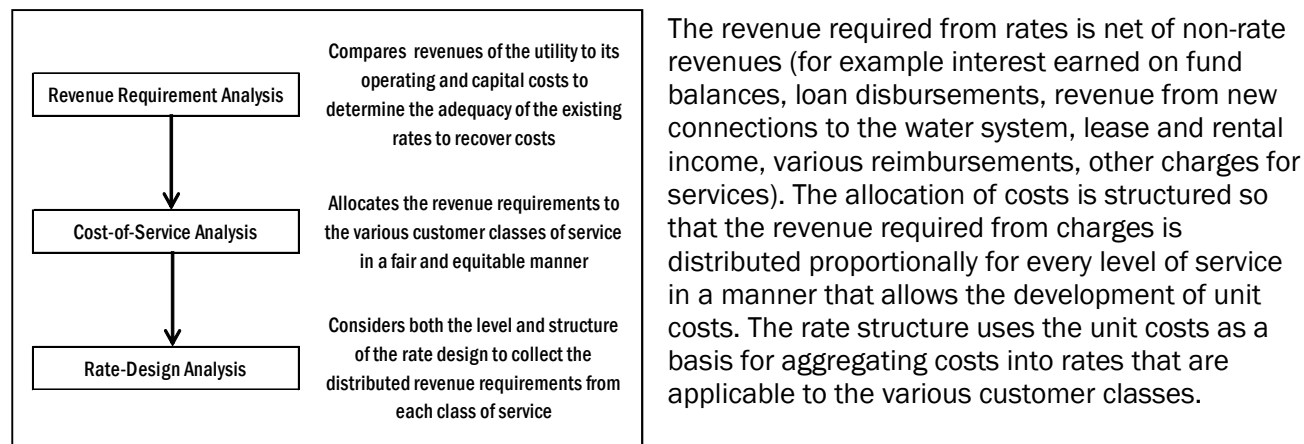 Revenue Requirement Analysis
Compares revenues of the utility to its
operating and capital costs to
determine the adequacy of the existing
rates to recover costs
Cost-of-Service Analysis
Allocates the revenue requirements to
the various customer classes of service
in a fair and equitable manner
Rate-Design Analysis
Considers both the level and structure
of the rate design to collect the
distributed revenue requirements from
each class of service
The revenue required from rates is net of non-rate
revenues (for example interest earned on fund
balances, loan disbursements, revenue from new
connections to the water system, lease and rental
income, various reimbursements, other charges for
services). The allocation of costs is structured so
that the revenue required from charges is
distributed proportionally for every level of service
in a manner that allows the development of unit
costs. The rate structure uses the unit costs as a
basis for aggregating costs into rates that are
applicable to the various customer classes.